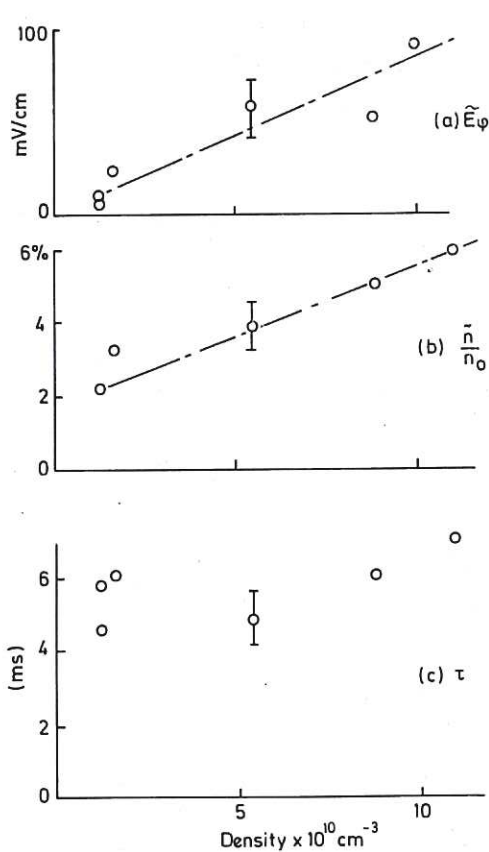 100
mV/cm
0
(a) Ẽφ
6%
4
2
0
(b) ñ/n₀
6
4
2
0
(ms)
(c) τ
5
10
Density x 10¹⁰ cm⁻³